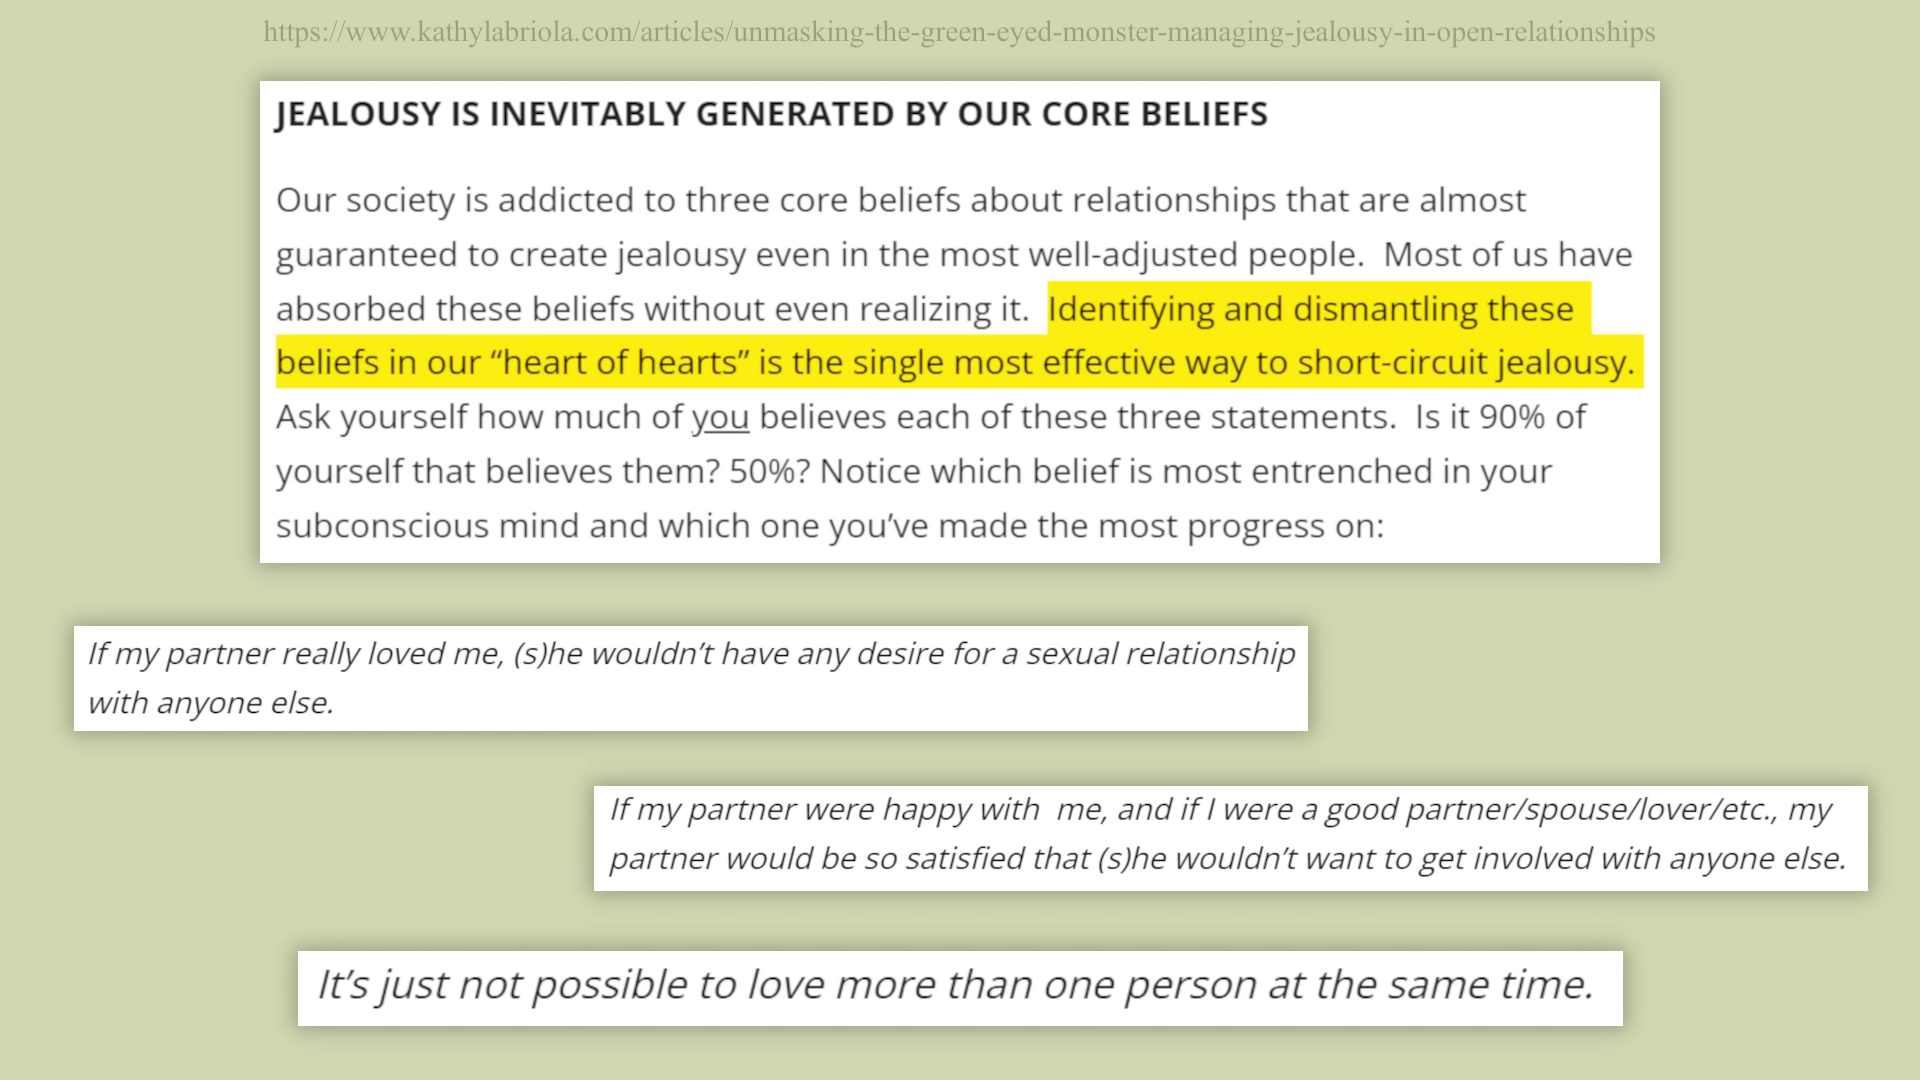 https://www.kathylabriola.com/articles/unmasking-the-green-eyed-monster-managing-jealousy-in-open-relationships
JEALOUSY IS INEVITABLY GENERATED BY OUR CORE BELIEFS
Our society is addicted to three core beliefs about relationships that are almost
guaranteed to create jealousy even in the most well-adjusted people.  Most of us have
absorbed these beliefs without even realizing it.  Identifying and dismantling these
beliefs in our “heart of hearts” is the single most effective way to short-circuit jealousy.
Ask yourself how much of you believes each of these three statements.  Is it 90% of
yourself that believes them? 50%? Notice which belief is most entrenched in your
subconscious mind and which one you’ve made the most progress on:
If my partner really loved me, (s)he wouldn’t have any desire for a sexual relationship
with anyone else.
If my partner were happy with  me, and if I were a good partner/spouse/lover/etc., my
partner would be so satisfied that (s)he wouldn’t want to get involved with anyone else.
It’s just not possible to love more than one person at the same time.